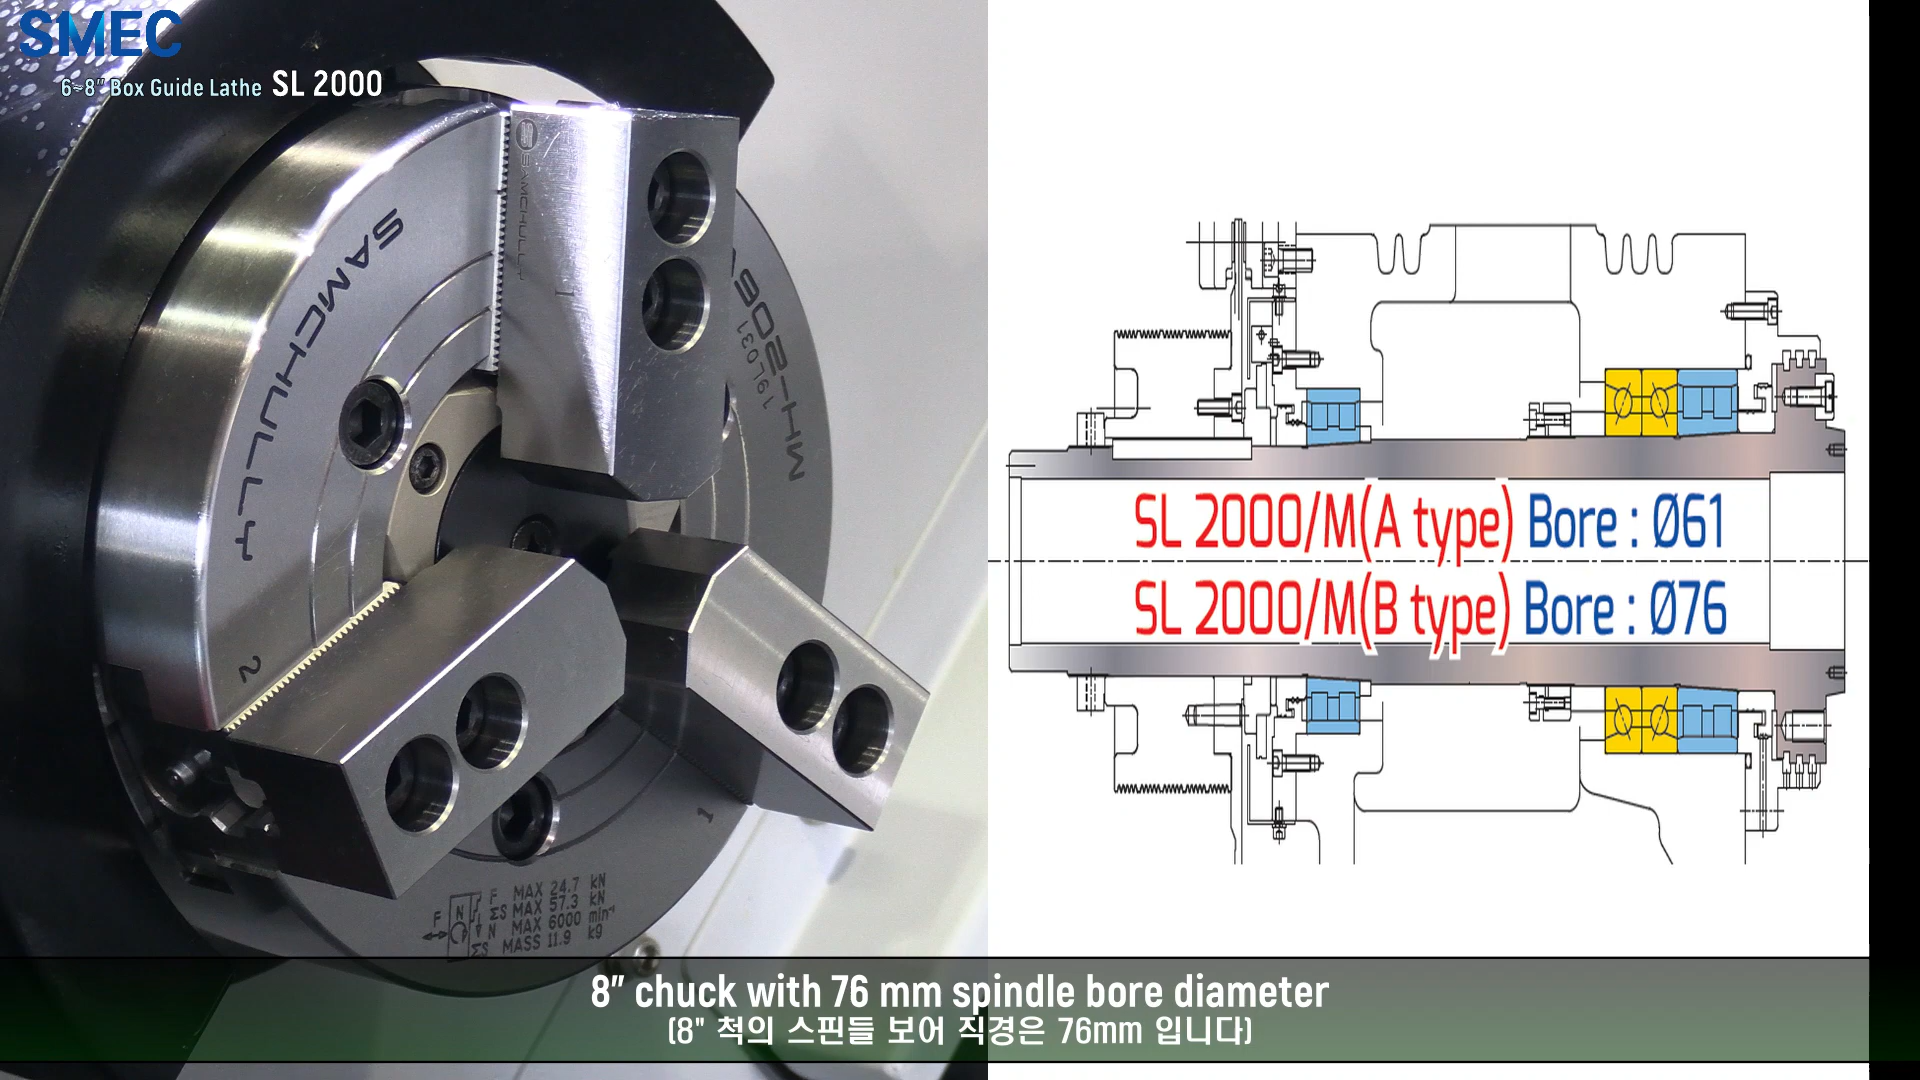 SMEC
6~8" Box Guide Lathe SL 2000
SAMCHULLY
SAMCHULLY
1
MH-206A
19L031
2
1
F MAX 24.7 kN
ΣS MAX 57.3 kN
N MAX 6000 min⁻¹
ΣS MASS 11.9 kg
F
N
SL 2000/M(A type) Bore : Ø61
SL 2000/M(B type) Bore : Ø76
8" chuck with 76 mm spindle bore diameter
(8" 척의 스핀들 보어 직경은 76mm 입니다)